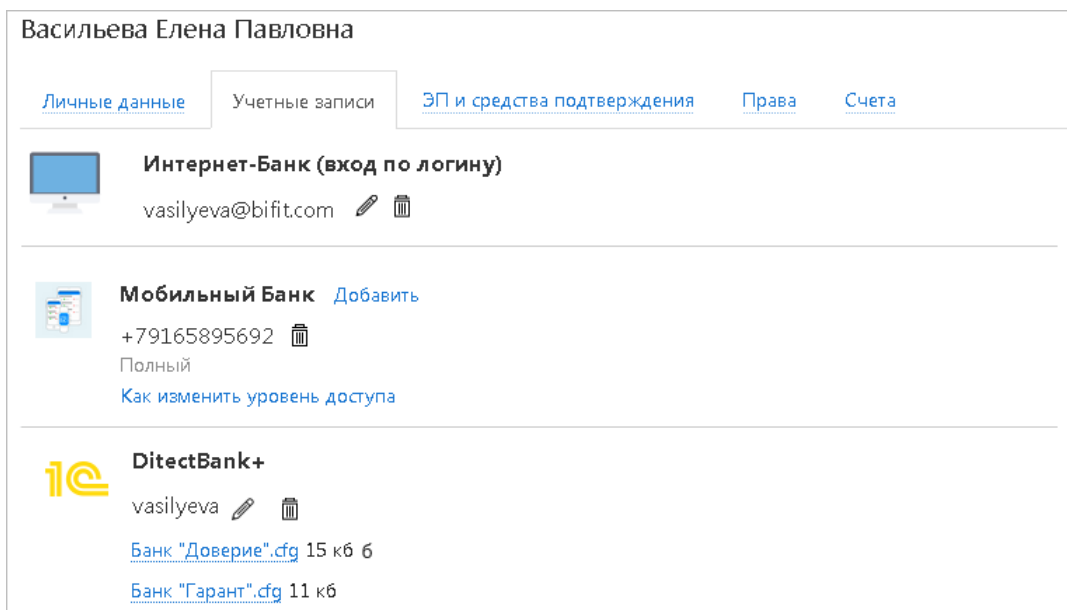 Васильева Елена Павловна
Личные данные Учетные записи ЭП и средства подтверждения Права Счета
Интернет-Банк (вход по логину)
vasilyeva@bifit.com
Мобильный Банк Добавить
+79165895692
Полный
Как изменить уровень доступа
1С DitectBank+
vasilyeva
Банк "Доверие".cfg 15 кб б
Банк "Гарант".cfg 11 кб